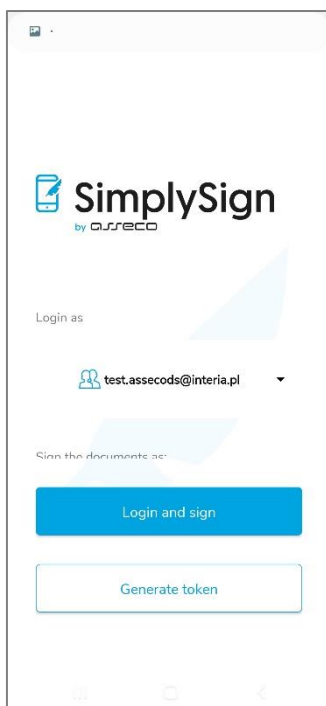 SimplySign
by asseco
Login as
test.assecods@interia.pl
Sign the documents as:
Login and sign
Generate token